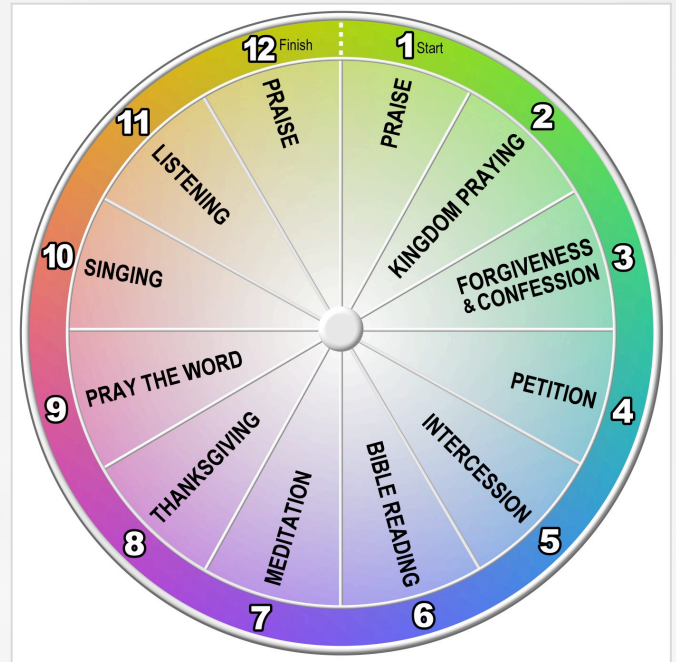 1 Start
PRAISE
2
KINGDOM PRAYING
3
FORGIVENESS
& CONFESSION
4
PETITION
5
INTERCESSION
6
BIBLE READING
7
MEDITATION
8
THANKSGIVING
9
PRAY THE WORD
10
SINGING
11
LISTENING
12 Finish
PRAISE